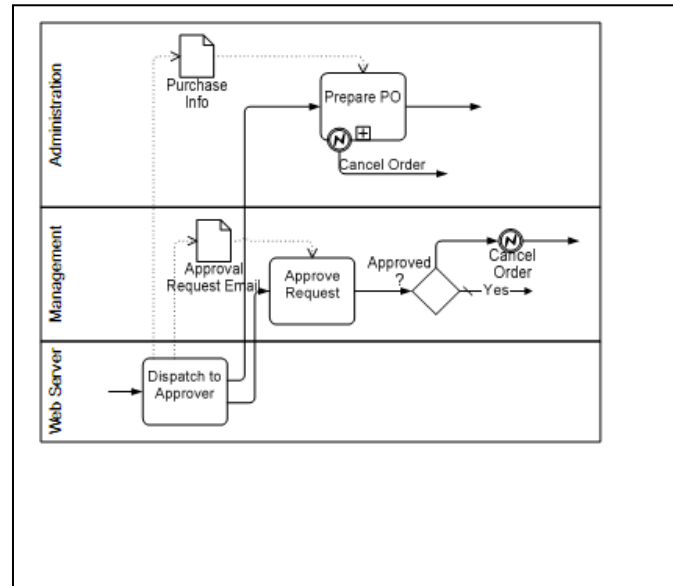 Administration
Purchase
Info
Prepare PO
Cancel Order
Management
Approval
Request Email
Approve
Request
Approved
?
Cancel
Order
Yes
Web Server
Dispatch to
Approver